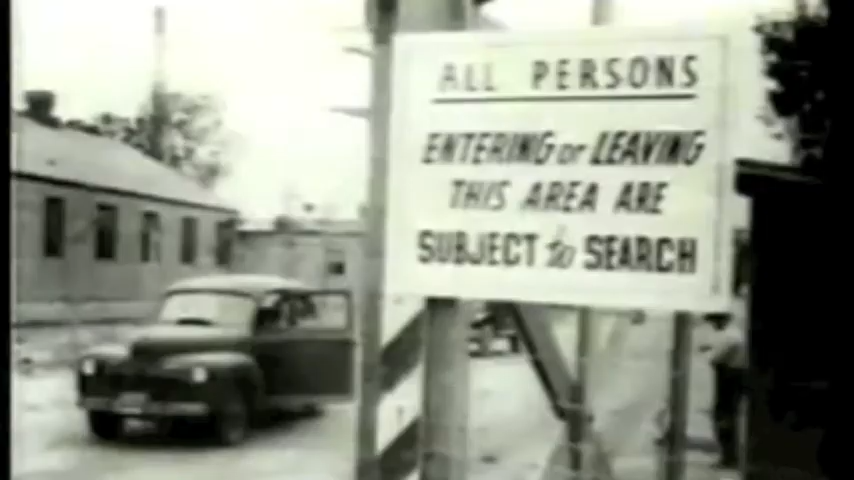 ALL PERSONS
ENTERING or LEAVING
THIS AREA ARE
SUBJECT to SEARCH